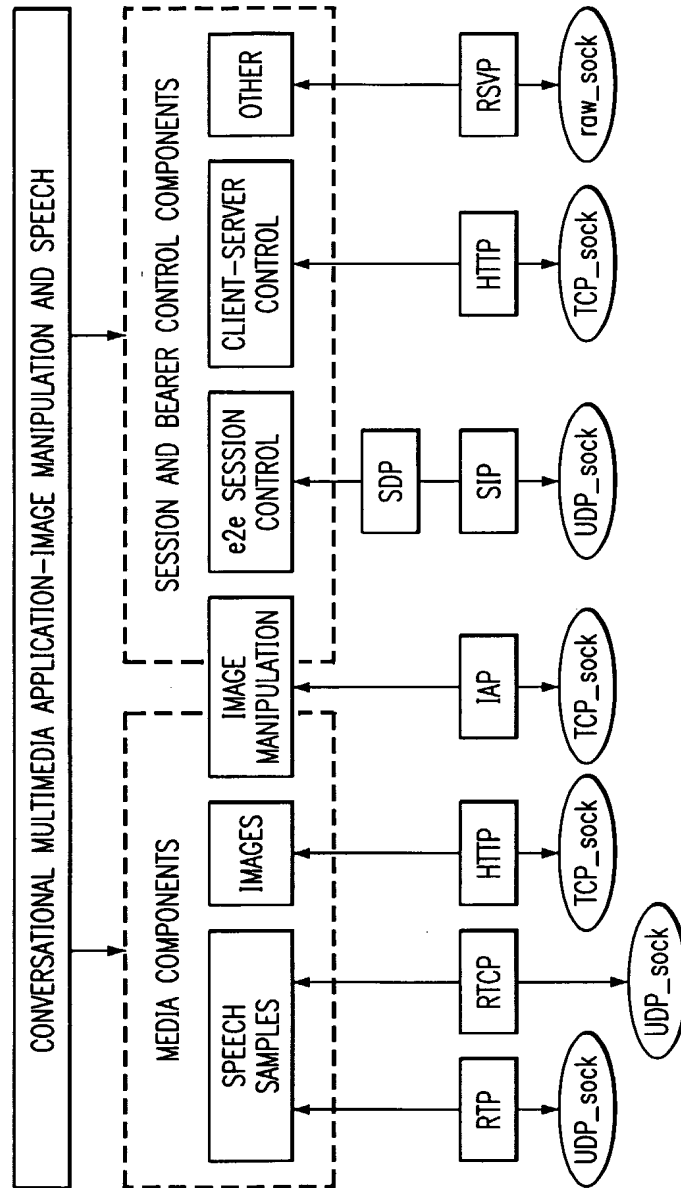 CONVERSATIONAL MULTIMEDIA APPLICATION-IMAGE MANIPULATION AND SPEECH
MEDIA COMPONENTS
SESSION AND BEARER CONTROL COMPONENTS
SPEECH
SAMPLES
IMAGES
IMAGE
MANIPULATION
e2e SESSION
CONTROL
CLIENT-SERVER
CONTROL
OTHER
SDP
RTP
RTCP
HTTP
IAP
SIP
HTTP
RSVP
UDP_sock
UDP_sock
TCP_sock
TCP_sock
UDP_sock
TCP_sock
raw_sock